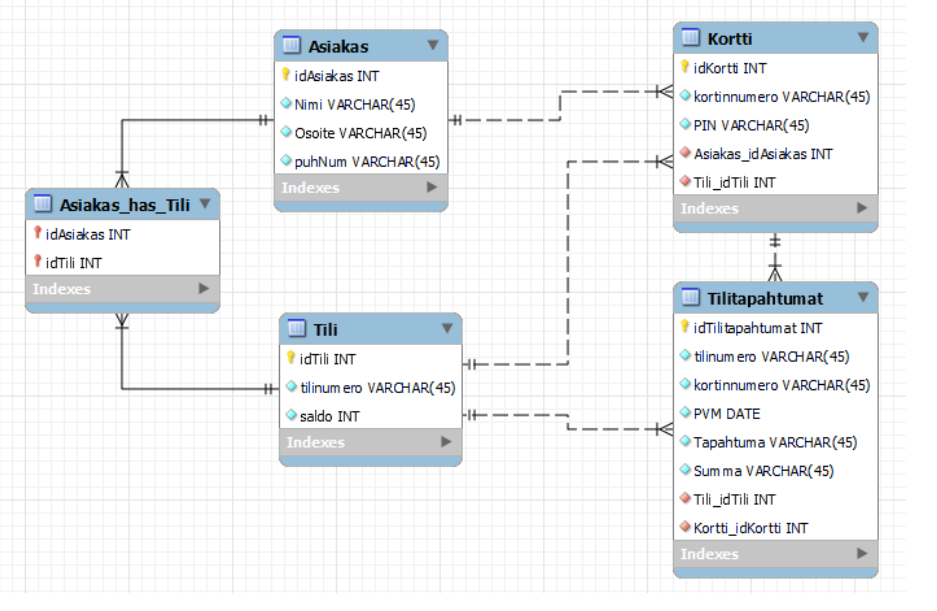 Asiakas
idAsiakas INT
Nimi VARCHAR(45)
Osoite VARCHAR(45)
puhNum VARCHAR(45)
Indexes
Kortti
idKortti INT
kortinnumero VARCHAR(45)
PIN VARCHAR(45)
Asiakas_idAsiakas INT
Tili_idTili INT
Indexes
Asiakas_has_Tili
idAsiakas INT
idTili INT
Indexes
Tili
idTili INT
tilinumero VARCHAR(45)
saldo INT
Indexes
Tilitapahtumat
idTilitapahtumat INT
tilinumero VARCHAR(45)
kortinnumero VARCHAR(45)
PVM DATE
Tapahtuma VARCHAR(45)
Summa VARCHAR(45)
Tili_idTili INT
Kortti_idKortti INT
Indexes